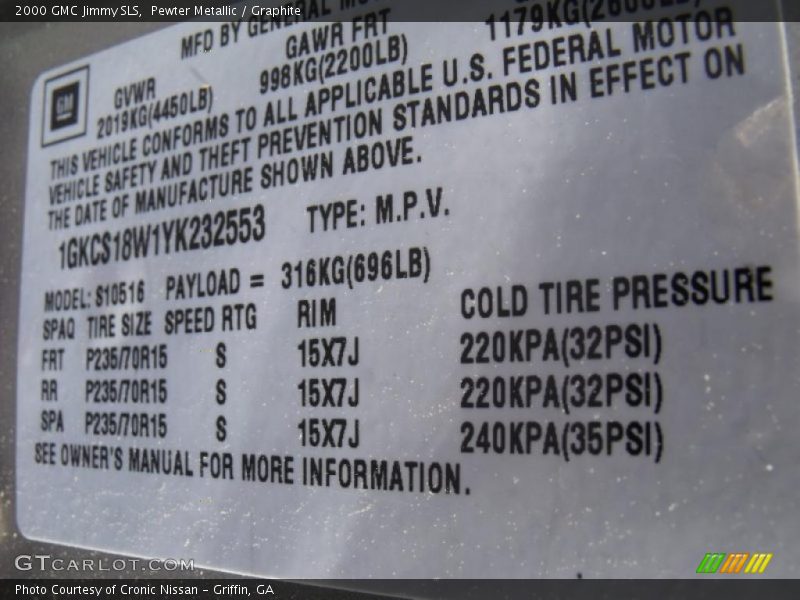 2000 GMC Jimmy SLS, Pewter Metallic / Graphite
MFD BY GENERAL
GVWR GAWR FRT
2019KG(4450LB) 998KG(2200LB) 1179KG(2600LB)
GM
THIS VEHICLE CONFORMS TO ALL APPLICABLE U.S. FEDERAL MOTOR
VEHICLE SAFETY AND THEFT PREVENTION STANDARDS IN EFFECT ON
THE DATE OF MANUFACTURE SHOWN ABOVE.
1GKCS18W1YK232553 TYPE: M.P.V.
MODEL: S10516 PAYLOAD = 316KG(696LB)
SPAQ TIRE SIZE SPEED RTG RIM COLD TIRE PRESSURE
FRT P235/70R15 S 15X7J 220KPA(32PSI)
RR P235/70R15 S 15X7J 220KPA(32PSI)
SPA P235/70R15 S 15X7J 240KPA(35PSI)
SEE OWNER'S MANUAL FOR MORE INFORMATION.
GTCARLOT.COM
Photo Courtesy of Cronic Nissan - Griffin, GA